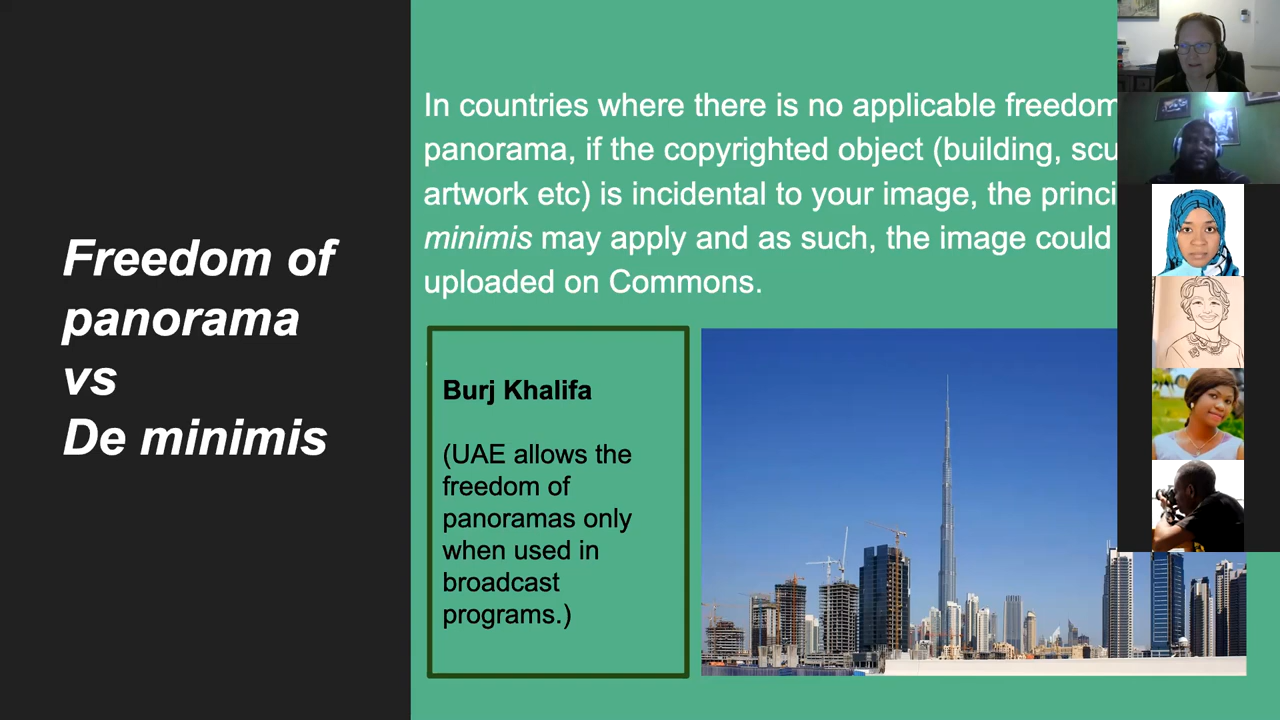 Freedom of
panorama
vs
De minimis
In countries where there is no applicable freedom
panorama, if the copyrighted object (building,
artwork etc) is incidental to your image, the
minimis may apply and as such, the image could
uploaded on Commons.
Burj Khalifa
(UAE allows the
freedom of
panoramas only
when used in
broadcast
programs.)